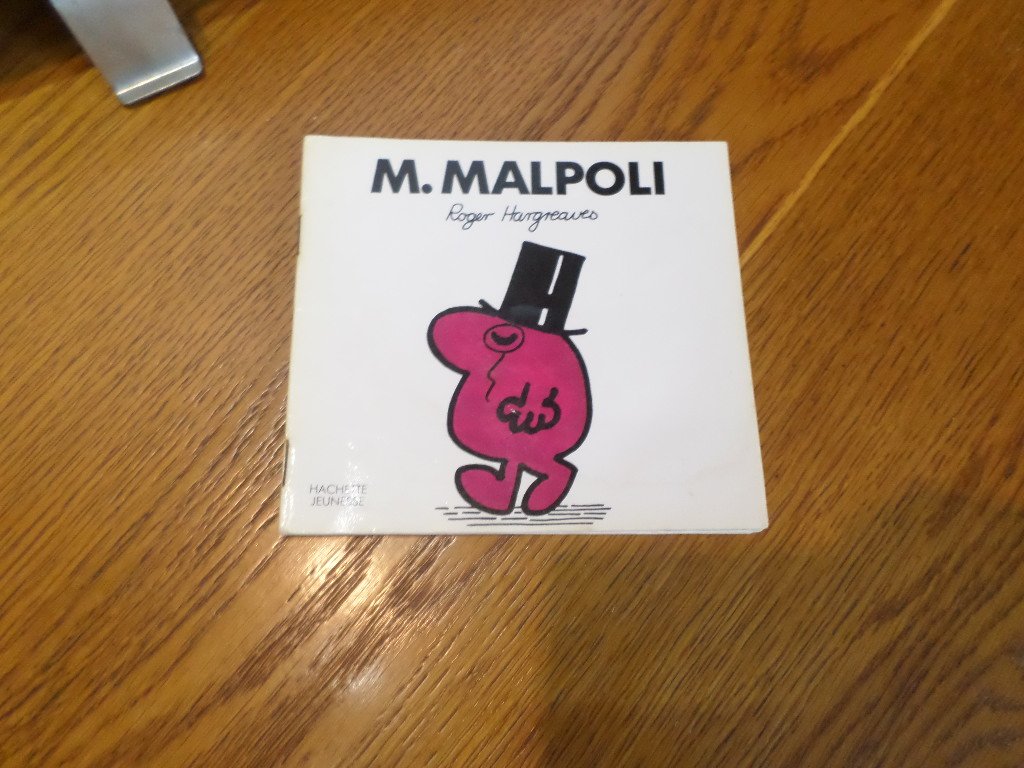 M. MALPOLI
Roger Hargreaves
HACHETTE
JEUNESSE